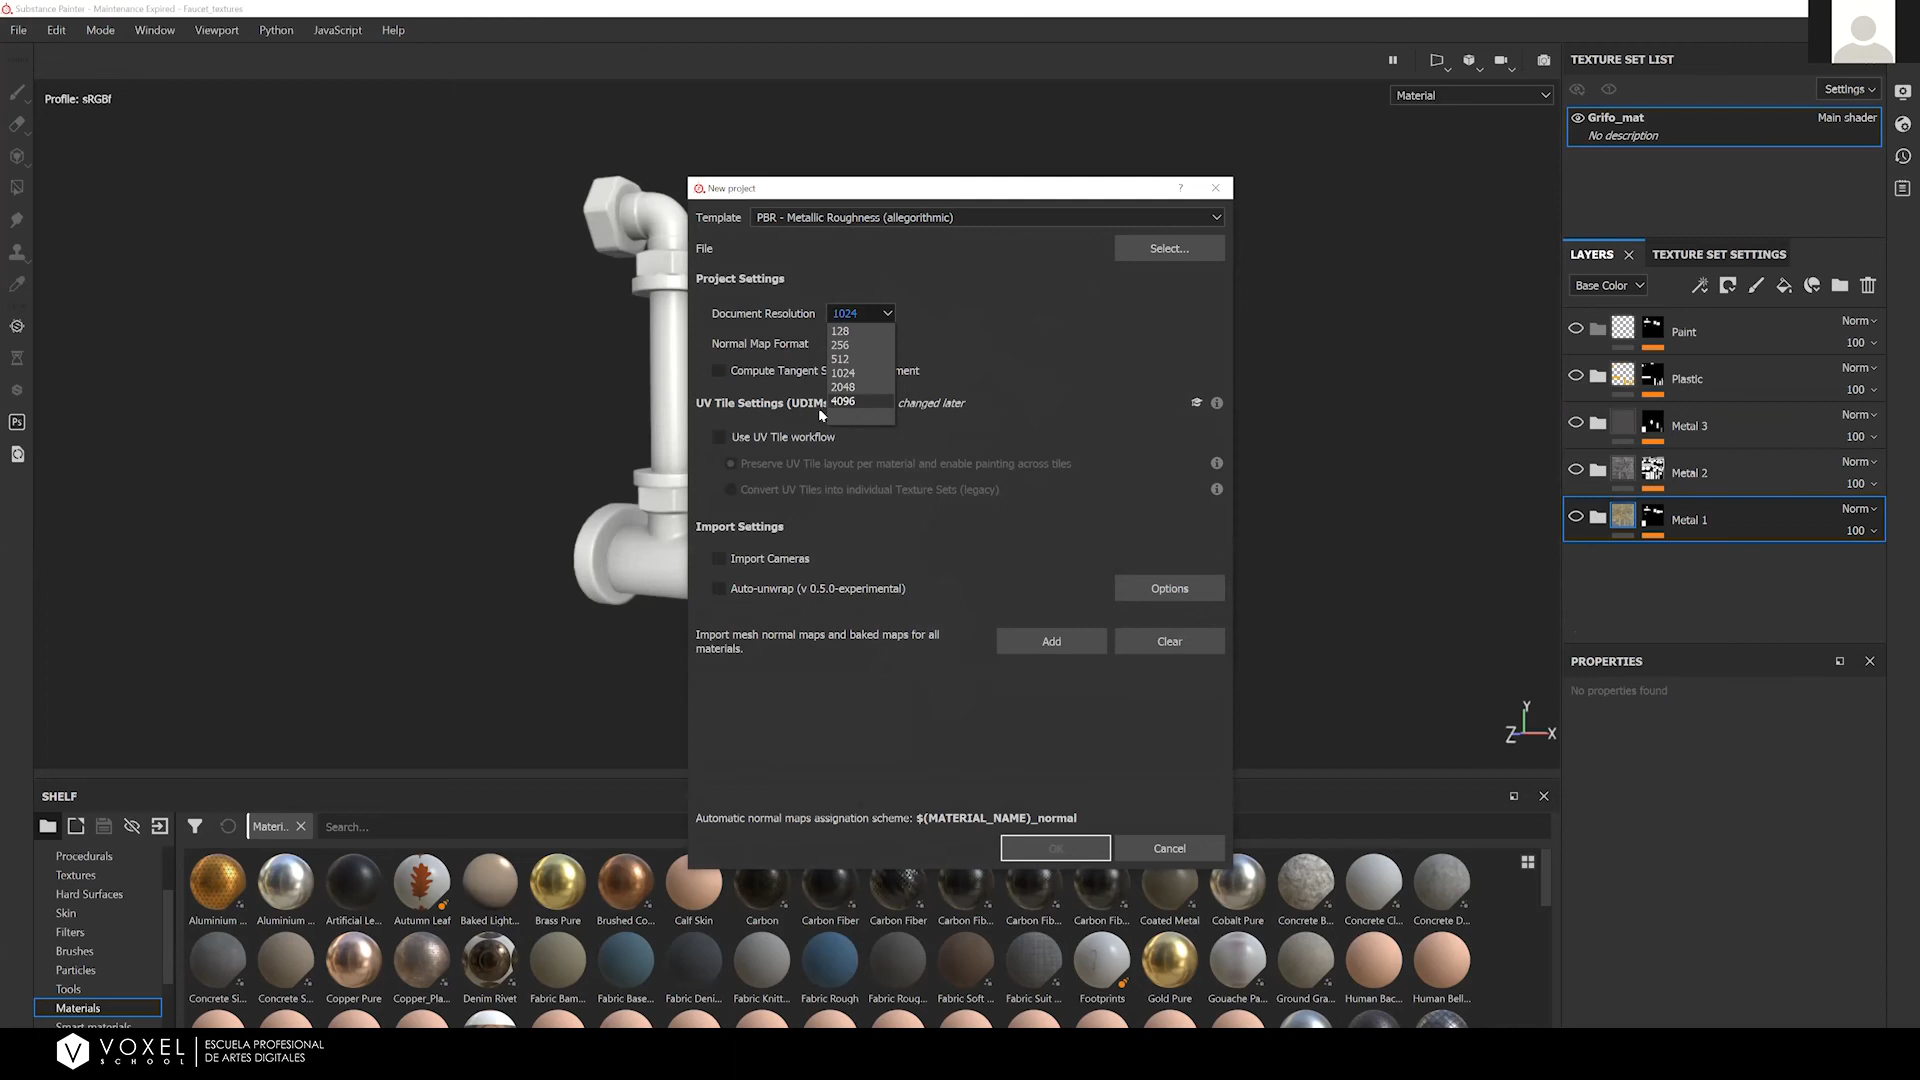 Substance Painter - Maintenance Expired - Faucet_textures
File Edit Mode Window Viewport Python JavaScript Help
Profile: sRGBf
Material
TEXTURE SET LIST
Settings
Grifo_mat Main shader
No description
New project ?
Template PBR - Metallic Roughness (allegorithmic)
File Select...
Project Settings
Document Resolution 1024
128
256
512
1024
2048
4096
Normal Map Format
Compute Tangent S ment
UV Tile Settings (UDIMs changed later
Use UV Tile workflow
Preserve UV Tile layout per material and enable painting across tiles
Convert UV Tiles into individual Texture Sets (legacy)
Import Settings
Import Cameras
Auto-unwrap (v 0.5.0-experimental) Options
Import mesh normal maps and baked maps for all
materials.
Add Clear
Automatic normal maps assignation scheme: $(MATERIAL_NAME)_normal
OK Cancel
LAYERS TEXTURE SET SETTINGS
Base Color
Paint Norm 100
Plastic Norm 100
Metal 3 Norm 100
Metal 2 Norm 100
Metal 1 Norm 100
PROPERTIES
No properties found
Y
Z X
Ps
SHELF
Materi.. Search...
Procedurals
Textures
Hard Surfaces
Skin
Filters
Brushes
Particles
Tools
Materials
Smart materials
Aluminium ... Aluminium ... Artificial Le... Autumn Leaf Baked Light... Brass Pure Brushed Co... Calf Skin Carbon Carbon Fiber Carbon Fiber Carbon Fib... Carbon Fib... Carbon Fib... Coated Metal Cobalt Pure Concrete B... Concrete Cl... Concrete D...
Concrete Si... Concrete S... Copper Pure Copper_Pla... Denim Rivet Fabric Bam... Fabric Base... Fabric Deni... Fabric Knitt... Fabric Rough Fabric Roug... Fabric Soft ... Fabric Suit ... Footprints Gold Pure Gouache Pa... Ground Gra... Human Bac... Human Bell...
VOXEL
SCHOOL
ESCUELA PROFESIONAL
DE ARTES DIGITALES